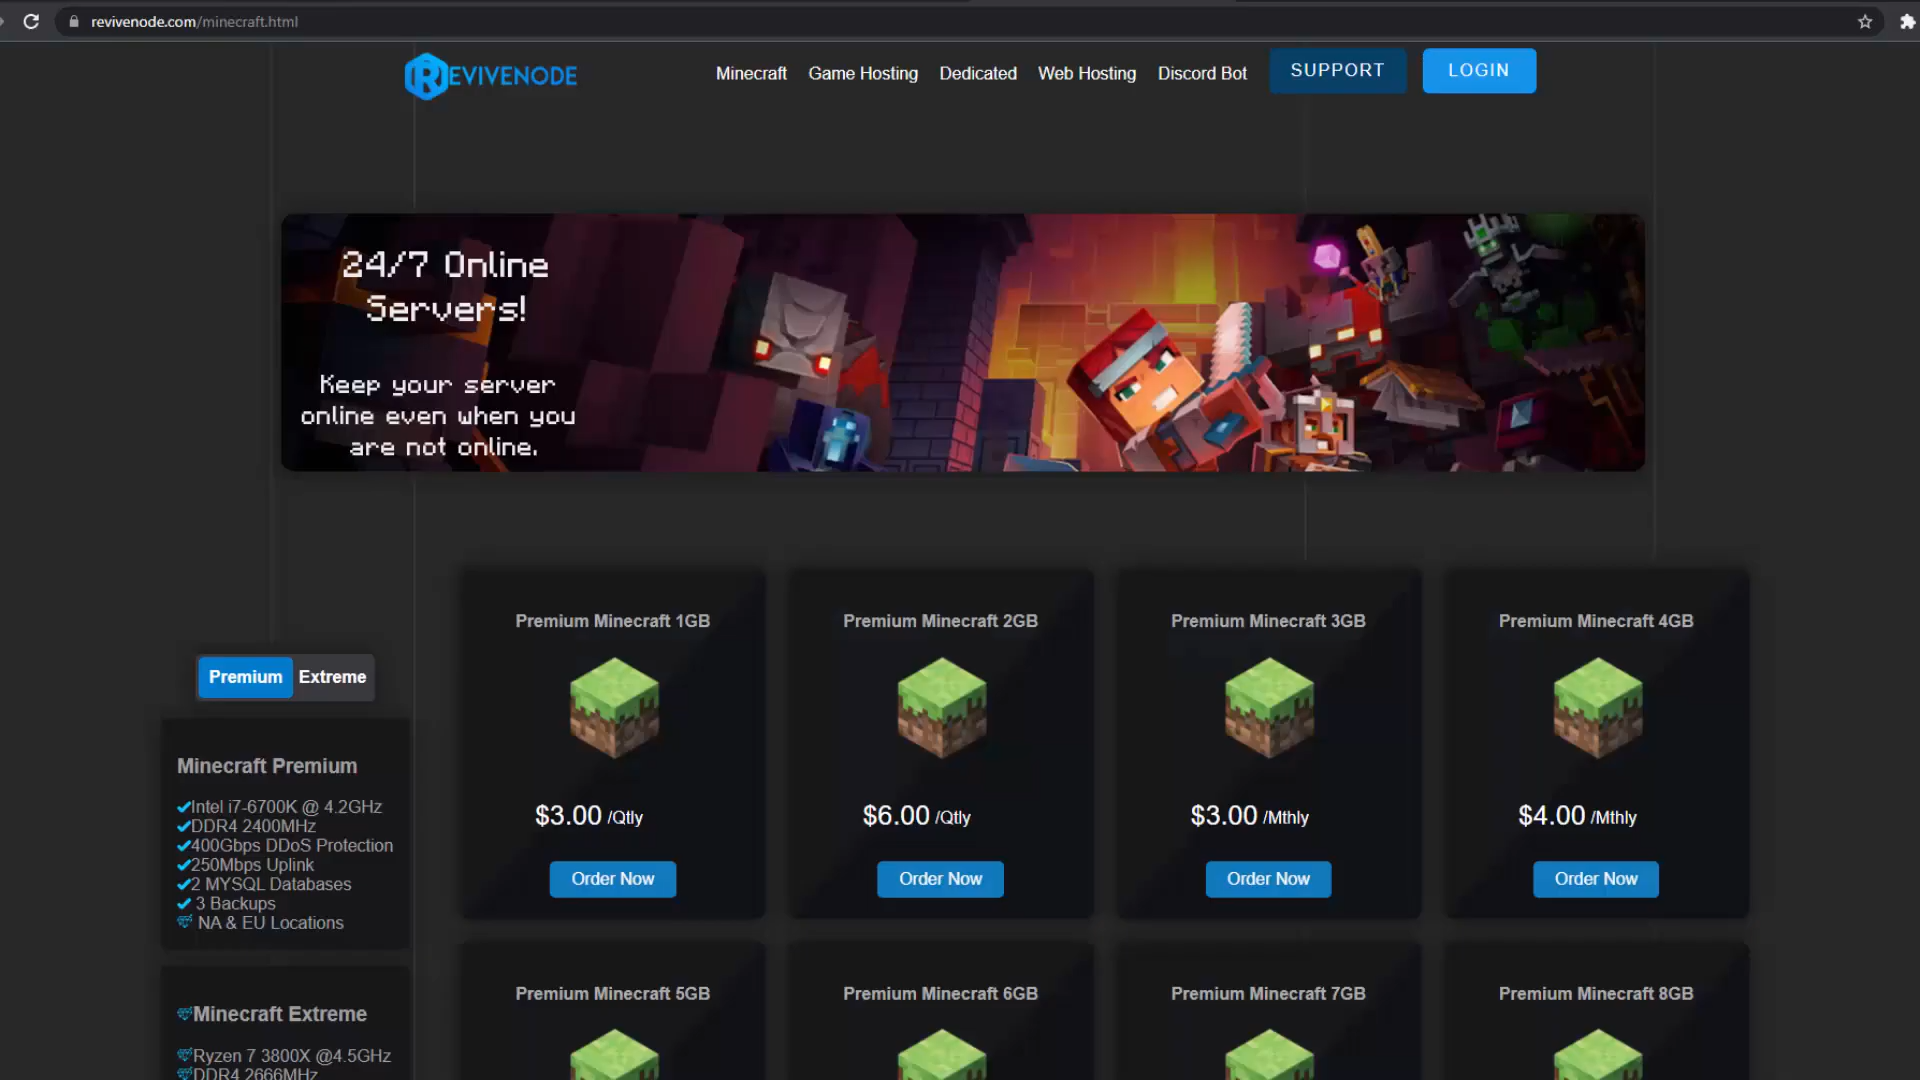 revivenode.com/minecraft.html
REVIVENODE
Minecraft Game Hosting Dedicated Web Hosting Discord Bot SUPPORT LOGIN
24/7 Online
Servers!
Keep your server
online even when you
are not online.
Premium Extreme
Minecraft Premium
Intel i7-6700K @ 4.2GHz
DDR4 2400MHz
400Gbps DDoS Protection
250Mbps Uplink
2 MYSQL Databases
3 Backups
NA & EU Locations
Minecraft Extreme
Ryzen 7 3800X @4.5GHz
DDR4 2666MHz
Premium Minecraft 1GB
$3.00 /Qtly
Order Now
Premium Minecraft 2GB
$6.00 /Qtly
Order Now
Premium Minecraft 3GB
$3.00 /Mthly
Order Now
Premium Minecraft 4GB
$4.00 /Mthly
Order Now
Premium Minecraft 5GB
Premium Minecraft 6GB
Premium Minecraft 7GB
Premium Minecraft 8GB